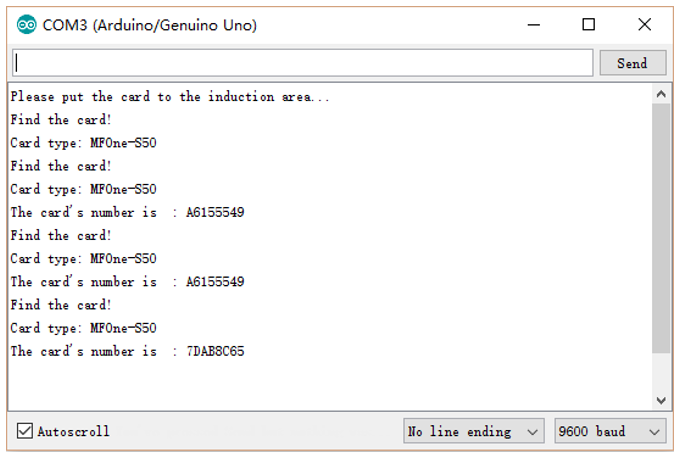 COM3 (Arduino/Genuino Uno)
Send
Please put the card to the induction area...
Find the card!
Card type: MFOne-S50
Find the card!
Card type: MFOne-S50
The card's number is  : A6155549
Find the card!
Card type: MFOne-S50
The card's number is  : A6155549
Find the card!
Card type: MFOne-S50
The card's number is  : 7DAB8C65
Autoscroll
No line ending
9600 baud